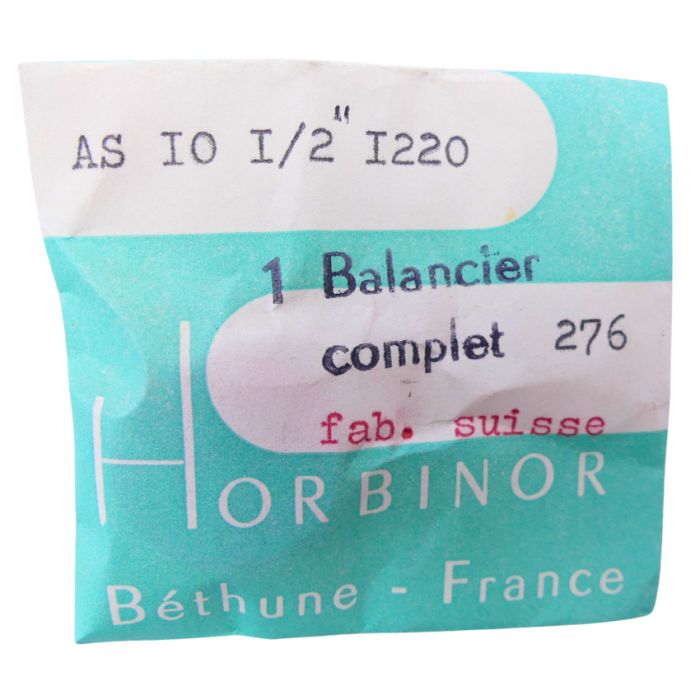 AS IO I/2" I220
1 Balancier
complet 276
fab. suisse
HORBINOR
Béthune - France